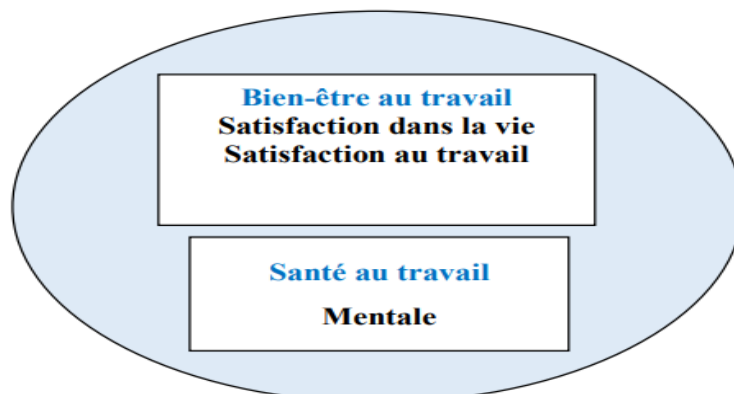 Bien-être au travail
Satisfaction dans la vie
Satisfaction au travail
Santé au travail
Mentale